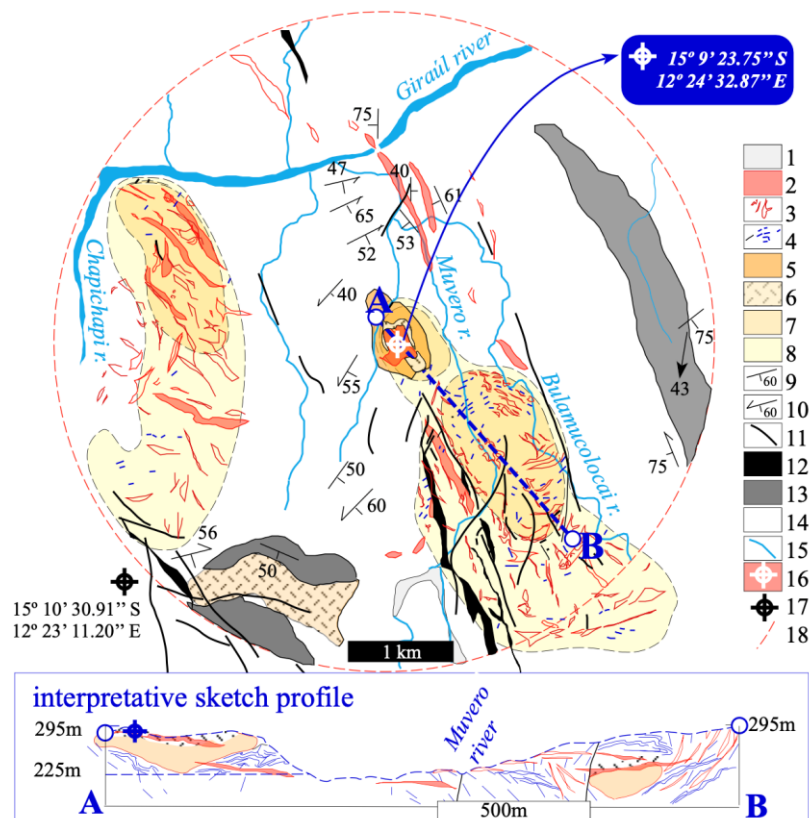 15º 9’ 23.75’’ S
12º 24’ 32.87’’ E
Giraúl river
75
47
40
61
65
53
52
Chapichapi r.
Muvero r.
40
A
75
43
55
Bulamucolocai r.
50
60
75
B
56
50
15º 10’ 30.91’’ S
12º 23’ 11.20’’ E
1 km
1
2
3
4
5
6
7
8
60 9
60 10
11
12
13
14
15
16
17
18
interpretative sketch profile
295m
Muvero
river
295m
225m
A
500m
B